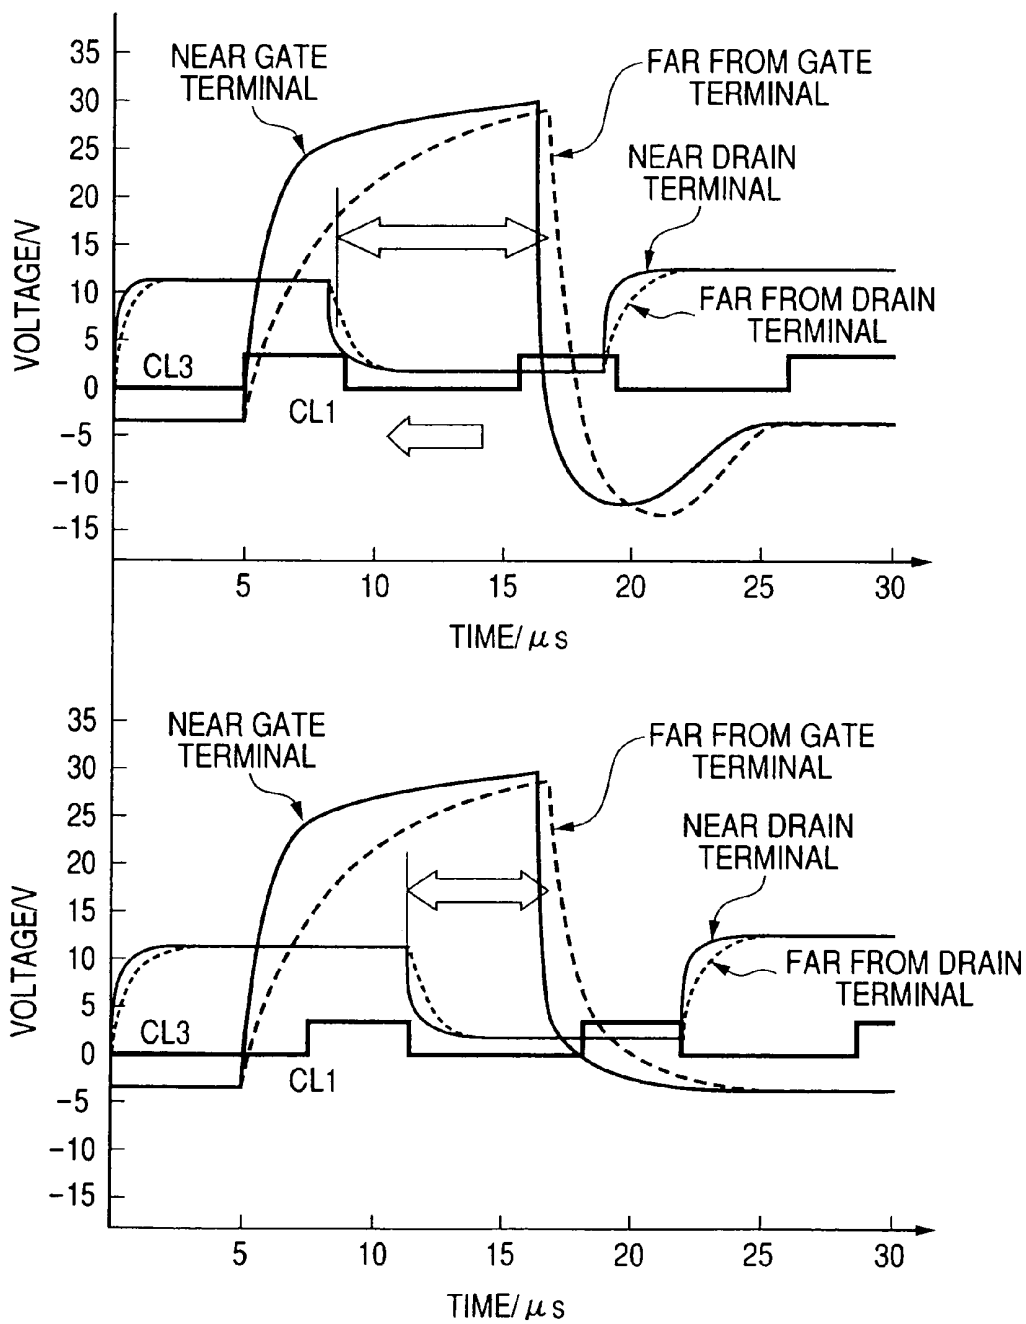 35
30
25
20
15
10
5
0
-5
-10
-15
VOLTAGE/V
NEAR GATE
TERMINAL
FAR FROM GATE
TERMINAL
NEAR DRAIN
TERMINAL
FAR FROM DRAIN
TERMINAL
CL3
CL1
5
10
15
20
25
30
TIME/ μs
35
30
25
20
15
10
5
0
-5
-10
-15
VOLTAGE/V
NEAR GATE
TERMINAL
FAR FROM GATE
TERMINAL
NEAR DRAIN
TERMINAL
FAR FROM DRAIN
TERMINAL
CL3
CL1
5
10
15
20
25
30
TIME/ μs